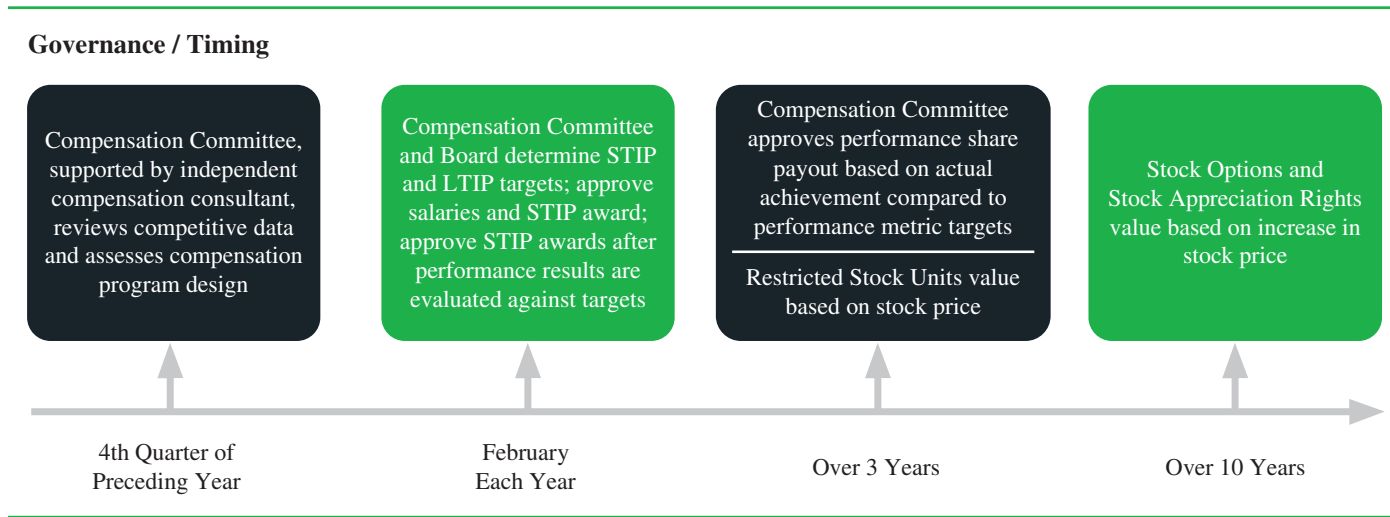 Governance / Timing
Compensation Committee,
supported by independent
compensation consultant,
reviews competitive data
and assesses compensation
program design
Compensation Committee
and Board determine STIP
and LTIP targets; approve
salaries and STIP award;
approve STIP awards after
performance results are
evaluated against targets
Compensation Committee
approves performance share
payout based on actual
achievement compared to
performance metric targets
Restricted Stock Units value
based on stock price
Stock Options and
Stock Appreciation Rights
value based on increase in
stock price
4th Quarter of
Preceding Year
February
Each Year
Over 3 Years
Over 10 Years